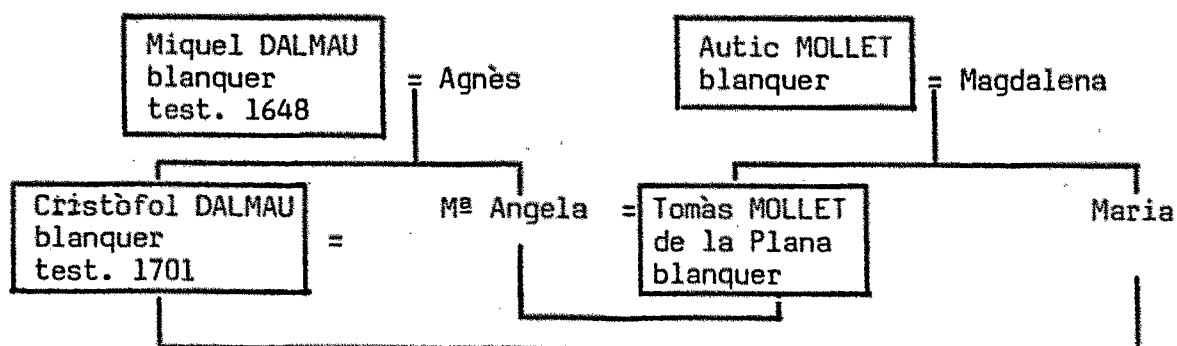 Miquel DALMAU
blanquer
test. 1648
= Agnès
Autic MOLLET
blanquer
= Magdalena
Cristòfol DALMAU
blanquer
test. 1701
=
Mª Angela
=
Tomàs MOLLET
de la Plana
blanquer
Maria